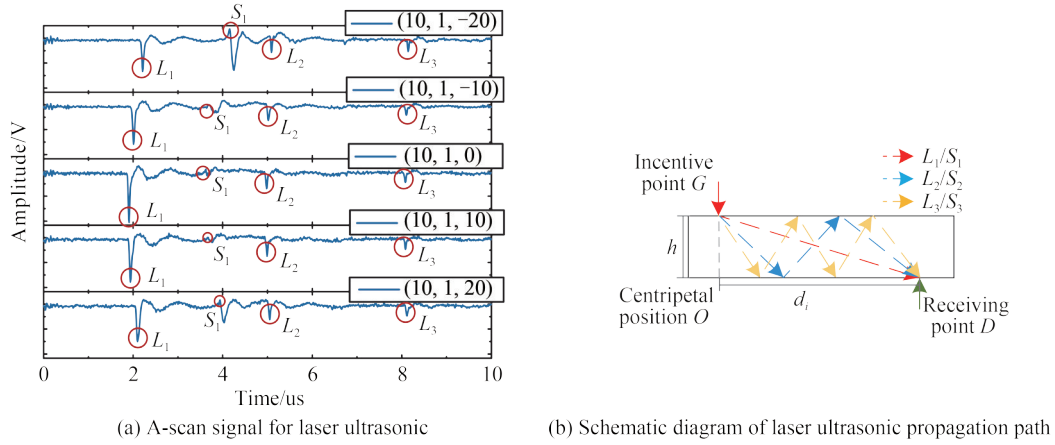 S1
(10, 1, −20)
L1
L2
L3
(10, 1, −10)
L1
S1
L2
L3
(10, 1, 0)
L1
S1
L2
L3
(10, 1, 10)
L1
S1
L2
L3
(10, 1, 20)
L1
S1
L2
L3
Amplitude/V
0 2 4 6 8 10
Time/us
(a) A-scan signal for laser ultrasonic
Incentive
point G
L1/S1
L2/S2
L3/S3
h
Centripetal
position O
di
Receiving
point D
(b) Schematic diagram of laser ultrasonic propagation path